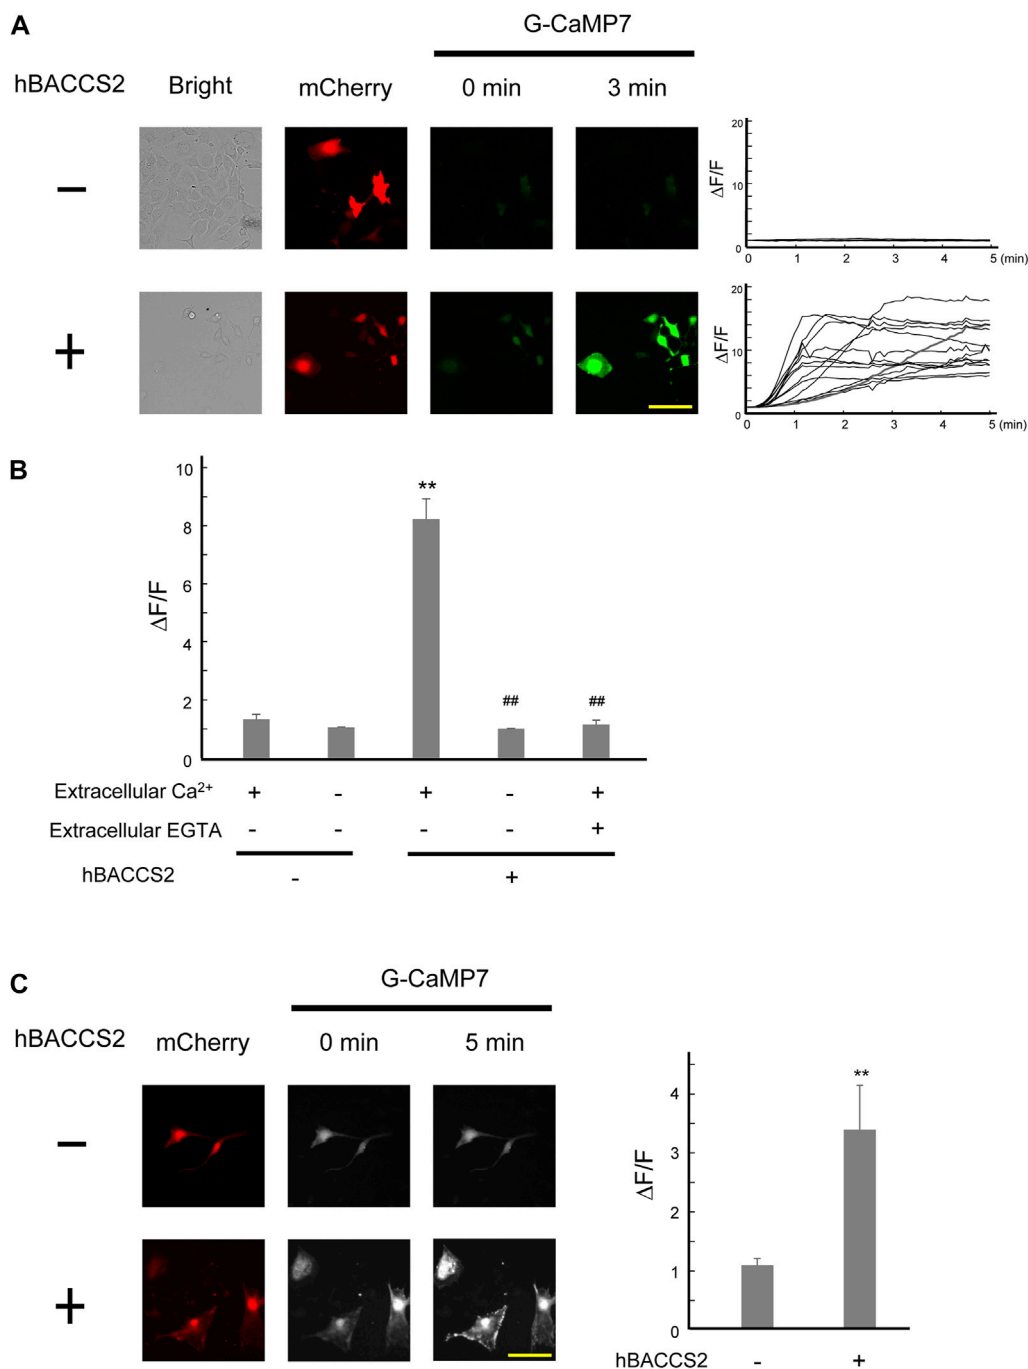 A
G-CaMP7
hBACCS2 Bright mCherry 0 min 3 min
−
ΔF/F
20
10
0
0 1 2 3 4 5 (min)
+
ΔF/F
20
10
0
0 1 2 3 4 5 (min)
B
ΔF/F
10
8
6
4
2
0
**
## ##
Extracellular Ca²⁺ + - + - +
Extracellular EGTA - - - - +
hBACCS2 - +
C
G-CaMP7
hBACCS2 mCherry 0 min 5 min
−
+
ΔF/F
4
3
2
1
0
**
hBACCS2 - +